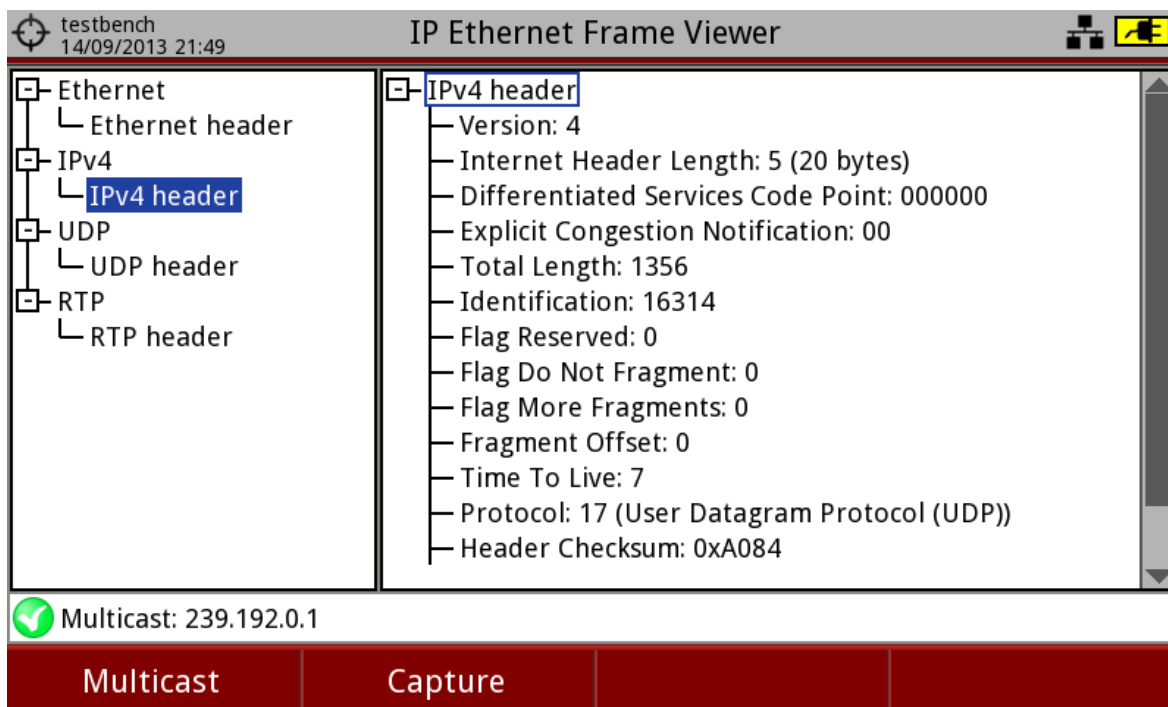 testbench
14/09/2013 21:49
IP Ethernet Frame Viewer
Ethernet
Ethernet header
IPv4
IPv4 header
UDP
UDP header
RTP
RTP header
IPv4 header
Version: 4
Internet Header Length: 5 (20 bytes)
Differentiated Services Code Point: 000000
Explicit Congestion Notification: 00
Total Length: 1356
Identification: 16314
Flag Reserved: 0
Flag Do Not Fragment: 0
Flag More Fragments: 0
Fragment Offset: 0
Time To Live: 7
Protocol: 17 (User Datagram Protocol (UDP))
Header Checksum: 0xA084
Multicast: 239.192.0.1
Multicast
Capture